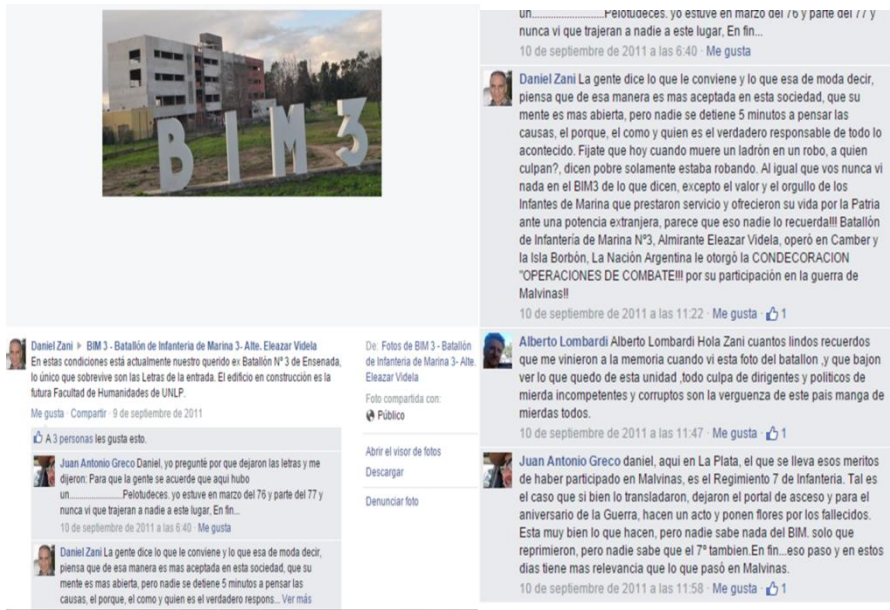 BIM3
Daniel Zani ▸ BIM 3 - Batallón de Infanteria de Marina 3- Alte. Eleazar Videla
En estas condiciones está actualmente nuestro querido ex Batallón Nº 3 de Ensenada,
lo único que sobrevive son las Letras de la entrada. El edificio en construcción es la
futura Facultad de Humanidades de UNLP.
Me gusta · Compartir · 9 de septiembre de 2011
A 3 personas les gusta esto.
Juan Antonio Greco Daniel, yo preguntè por que dejaron las letras y me
dijeron: Para que la gente se acuerde que aqui hubo
un.........................Pelotudeces. yo estuve en marzo del 76 y parte del 77 y
nunca vi que trajeran a nadie a este lugar, En fin...
10 de septiembre de 2011 a las 6:40 · Me gusta
Daniel Zani La gente dice lo que le conviene y lo que esa de moda decir,
piensa que de esa manera es mas aceptada en esta sociedad, que su
mente es mas abierta, pero nadie se detiene 5 minutos a pensar las
causas, el porque, el como y quien es el verdadero respons... Ver más
De: Fotos de BIM 3 - Batallón
de Infanteria de Marina 3- Alte.
Eleazar Videla
Foto compartida con:
Público
Abrir el visor de fotos
Descargar
Denunciar foto
un.........................Pelotudeces. yo estuve en marzo del 76 y parte del 77 y
nunca vi que trajeran a nadie a este lugar, En fin...
10 de septiembre de 2011 a las 6:40 · Me gusta
Daniel Zani La gente dice lo que le conviene y lo que esa de moda decir,
piensa que de esa manera es mas aceptada en esta sociedad, que su
mente es mas abierta, pero nadie se detiene 5 minutos a pensar las
causas, el porque, el como y quien es el verdadero responsable de todo lo
acontecido. Fijate que hoy cuando muere un ladrón en un robo, a quien
culpan?, dicen pobre solamente estaba robando. Al igual que vos nunca vi
nada en el BIM3 de lo que dicen, excepto el valor y el orgullo de los
Infantes de Marina que prestaron servicio y ofrecieron su vida por la Patria
ante una potencia extranjera, parece que eso nadie lo recuerda!!! Batallón
de Infantería de Marina Nº3, Almirante Eleazar Videla, operó en Camber y
la Isla Borbón, La Nación Argentina le otorgó la CONDECORACION
"OPERACIONES DE COMBATE!!! por su participación en la guerra de
Malvinas!!
10 de septiembre de 2011 a las 11:22 · Me gusta · 1
Alberto Lombardi Alberto Lombardi Hola Zani cuantos lindos recuerdos
que me vinieron a la memoria cuando vi esta foto del batallon ,y que bajon
ver lo que quedo de esta unidad ,todo culpa de dirigentes y politicos de
mierda incompetentes y corruptos son la verguenza de este pais manga de
mierdas todos.
10 de septiembre de 2011 a las 11:47 · Me gusta · 1
Juan Antonio Greco daniel, aqui en La Plata, el que se lleva esos meritos
de haber participado en Malvinas, es el Regimiento 7 de Infanteria. Tal es
el caso que si bien lo transladaron, dejaron el portal de asceso y para el
aniversario de la Guerra, hacen un acto y ponen flores por los fallecidos.
Esta muy bien lo que hacen, pero nadie sabe nada del BIM. solo que
reprimieron, pero nadie sabe que el 7º tambien.En fin...eso paso y en estos
dias tiene mas relevancia que lo que pasó en Malvinas.
10 de septiembre de 2011 a las 11:58 · Me gusta · 1